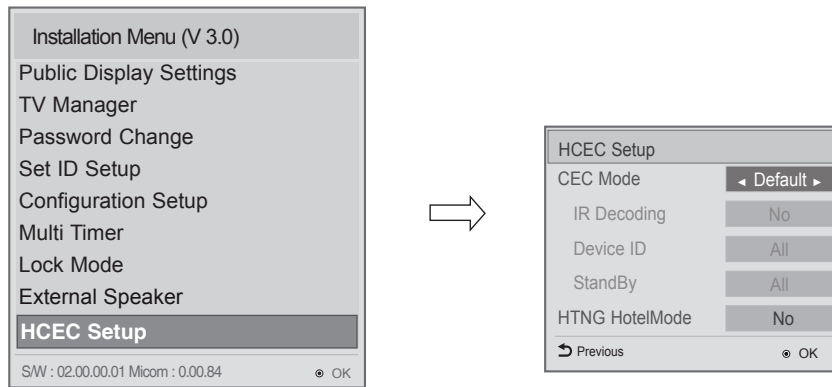 Installation Menu (V 3.0)
Public Display Settings
TV Manager
Password Change
Set ID Setup
Configuration Setup
Multi Timer
Lock Mode
External Speaker
HCEC Setup
S/W : 02.00.00.01 Micom : 0.00.84 ◉ OK
HCEC Setup
CEC Mode ◄ Default ►
IR Decoding No
Device ID All
StandBy All
HTNG HotelMode No
⮌ Previous ◉ OK